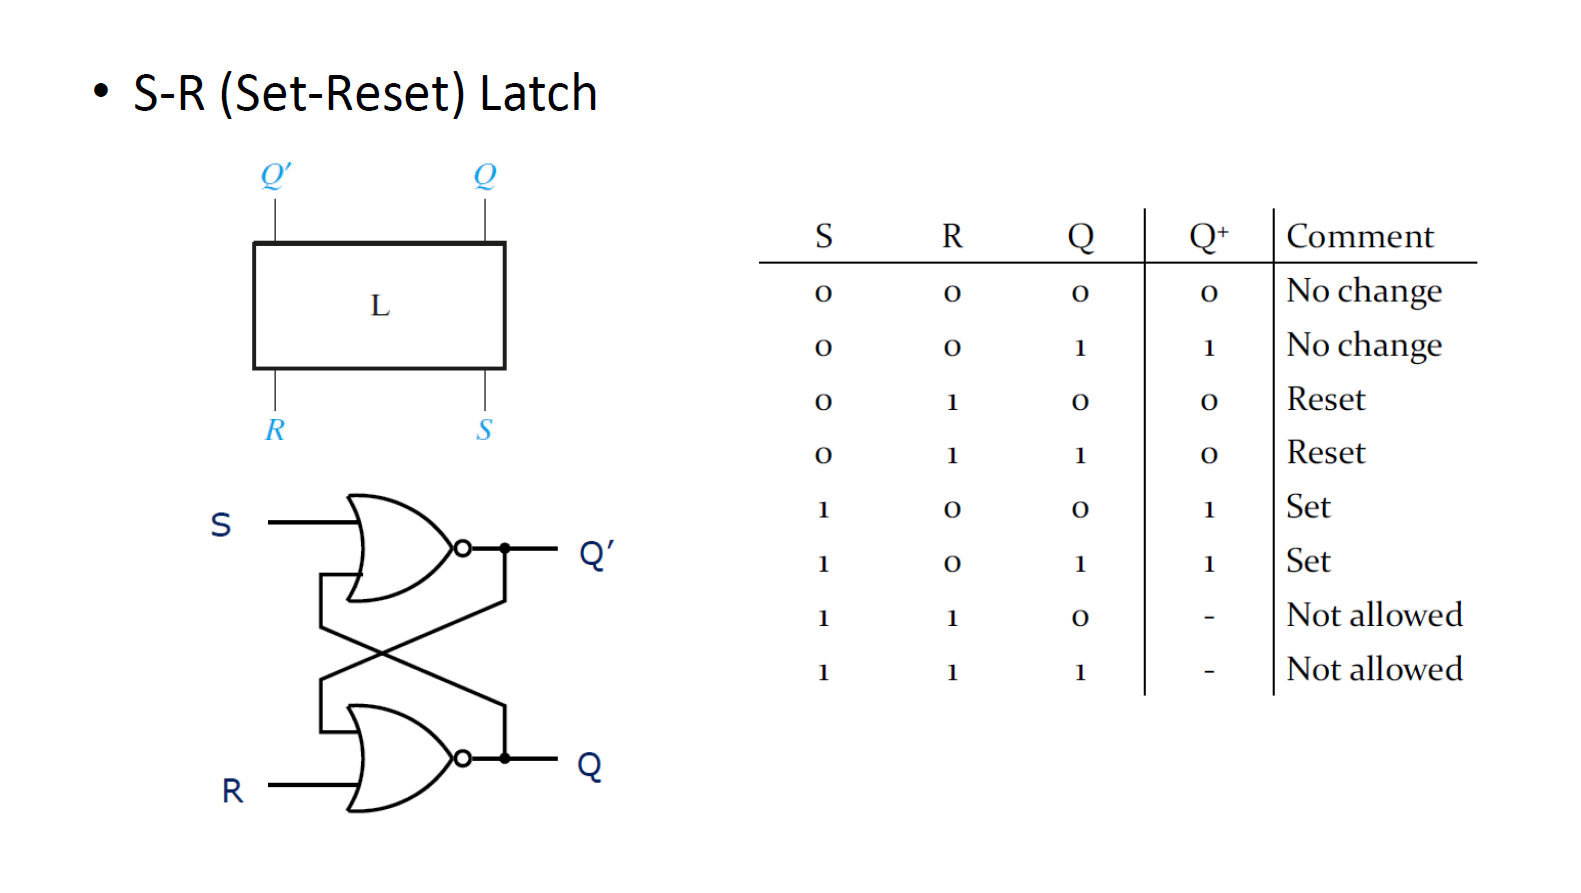 • S-R (Set-Reset) Latch
Q′ Q
L
R S
S Q′
R Q
S R Q Q+ Comment
0 0 0 0 No change
0 0 1 1 No change
0 1 0 0 Reset
0 1 1 0 Reset
1 0 0 1 Set
1 0 1 1 Set
1 1 0 - Not allowed
1 1 1 - Not allowed